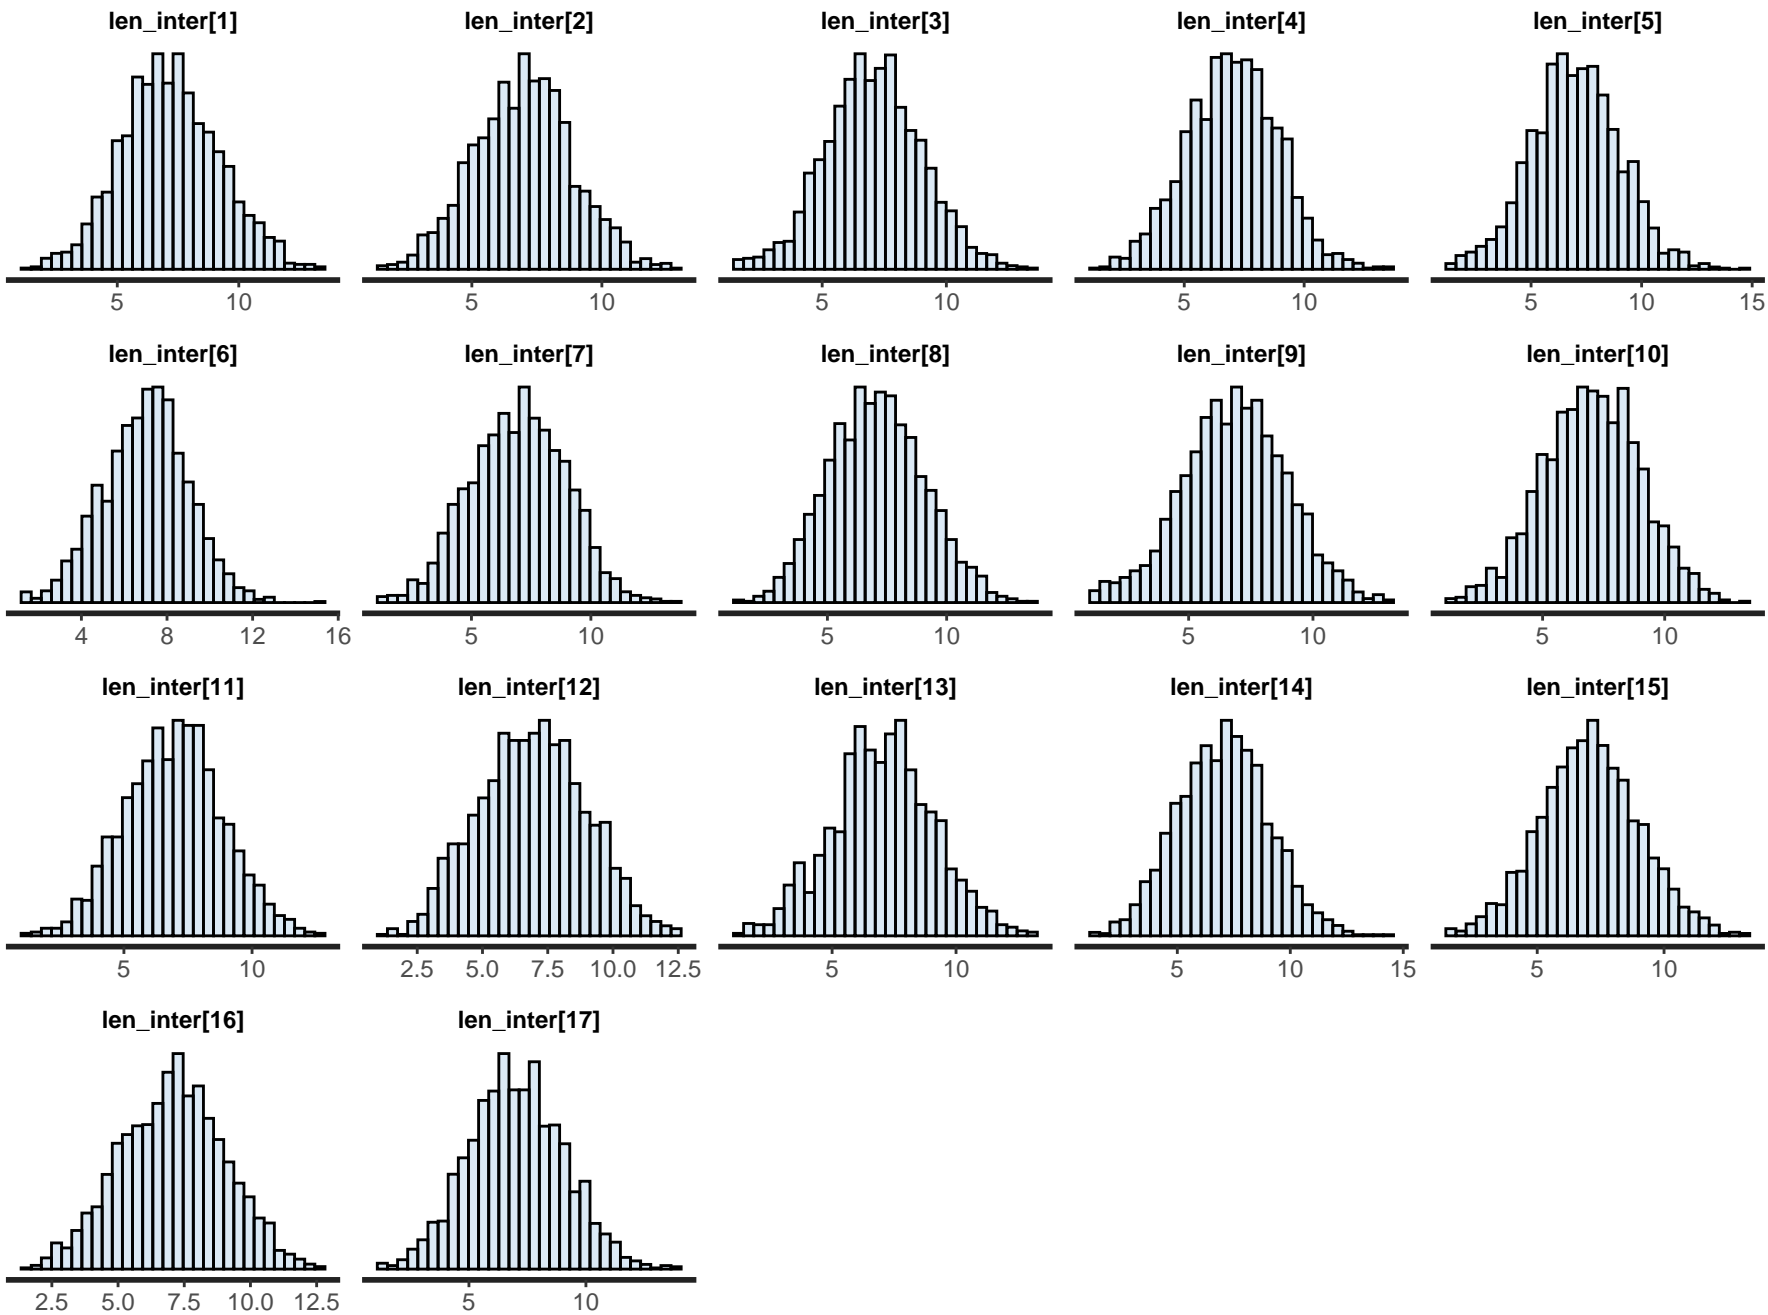 len_inter[1] len_inter[2] len_inter[3] len_inter[4] len_inter[5]
5 10 5 10 5 10 5 10 5 10 15
len_inter[6] len_inter[7] len_inter[8] len_inter[9] len_inter[10]
4 8 12 16 5 10 5 10 5 10 5 10
len_inter[11] len_inter[12] len_inter[13] len_inter[14] len_inter[15]
5 10 2.5 5.0 7.5 10.0 12.5 5 10 5 10 15 5 10
len_inter[16] len_inter[17]
2.5 5.0 7.5 10.0 12.5 5 10